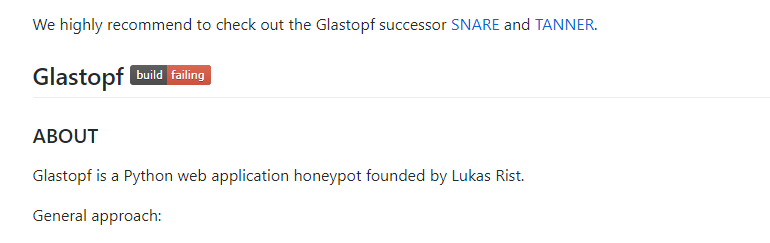 We highly recommend to check out the Glastopf successor SNARE and TANNER.
Glastopf build failing
ABOUT
Glastopf is a Python web application honeypot founded by Lukas Rist.
General approach: